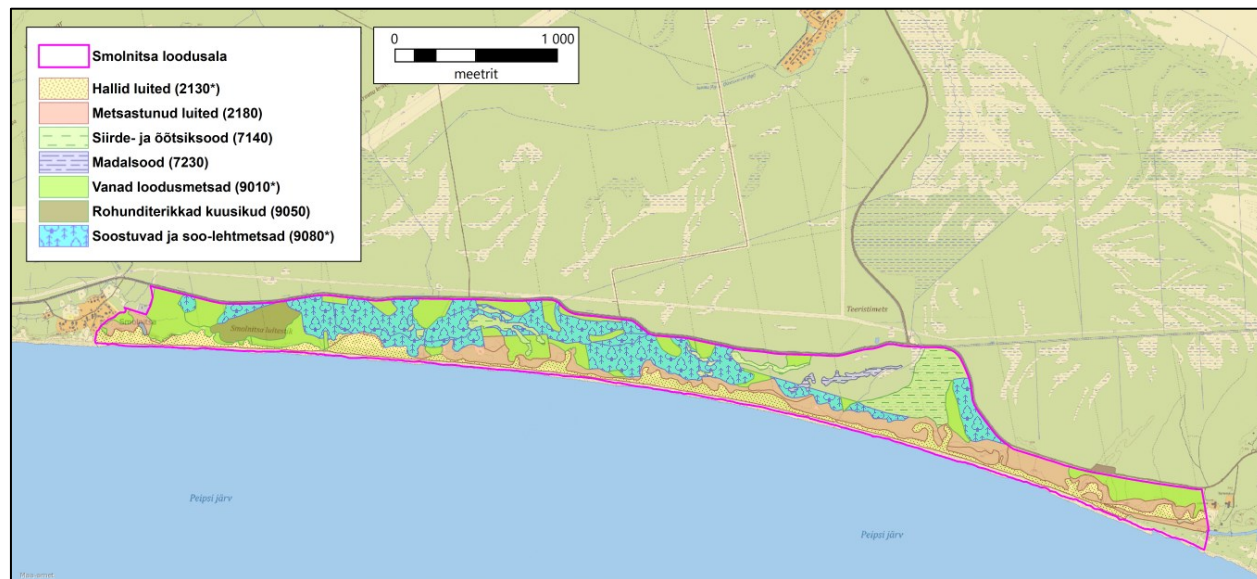 Smolnitsa loodusala
Hallid luited (2130*)
Metsastunud luited (2180)
Siirde- ja õõtsiksood (7140)
Madalsood (7230)
Vanad loodusmetsad (9010*)
Rohunditerikkad kuusikud (9050)
Soostuvad ja soo-lehtmetsad (9080*)
0 1 000
meetrit
Smolnitsa luitestik
Peipsi järv
Peipsi järv
Maa-amet